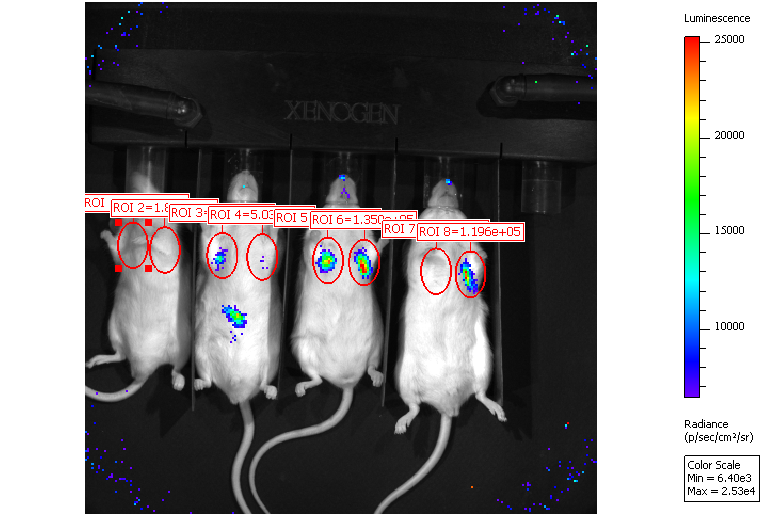 Luminescence
25000
20000
15000
10000
Radiance
(p/sec/cm²/sr)
Color Scale
Min = 6.40e3
Max = 2.53e4
XENOGEN
ROI
ROI 2=1.8
ROI 3=
ROI 4=5.03
ROI 5
ROI 6=1.350e+05
ROI 7
ROI 8=1.196e+05